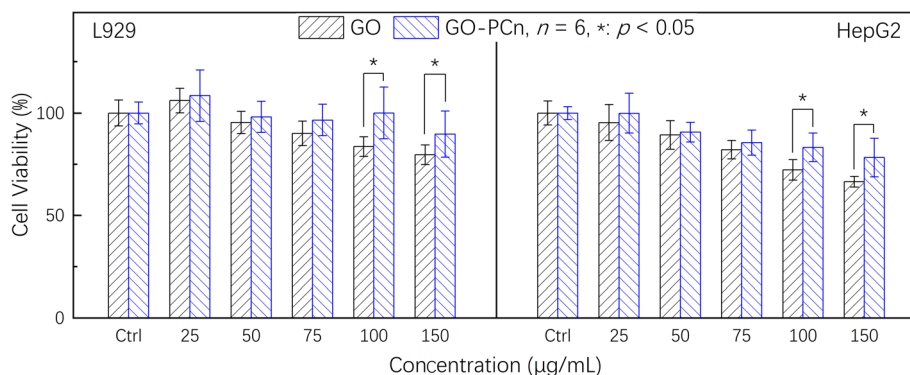 L929
GO GO-PCn, n = 6, *: p < 0.05
HepG2
Cell Viability (%)
100
50
0
* * * *
Ctrl 25 50 75 100 150 Ctrl 25 50 75 100 150
Concentration (μg/mL)